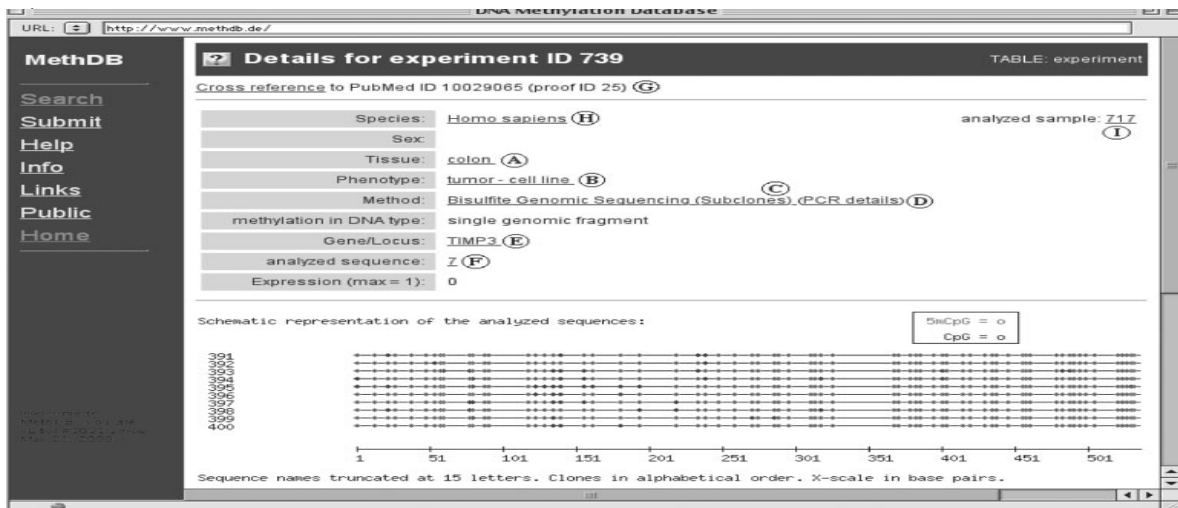 DNA Methylation Database
URL: http://www.methdb.de/
MethDB
Search
Submit
Help
Info
Links
Public
Home
? Details for experiment ID 739 TABLE: experiment
Cross reference to PubMed ID 10029065 (proof ID 25) G
Species: Homo sapiens H analyzed sample: 717
I
Sex:
Tissue: colon A
Phenotype: tumor - cell line B
C
Method: Bisulfite Genomic Sequencing (Subclones) (PCR details) D
methylation in DNA type: single genomic fragment
Gene/Locus: TIMP3 E
analyzed sequence: 7 F
Expression (max = 1): 0
Schematic representation of the analyzed sequences:
5mCpG = o
CpG = o
391
392
393
394
395
396
397
398
399
400
1 51 101 151 201 251 301 351 401 451 501
Sequence names truncated at 15 letters. Clones in alphabetical order. X-scale in base pairs.